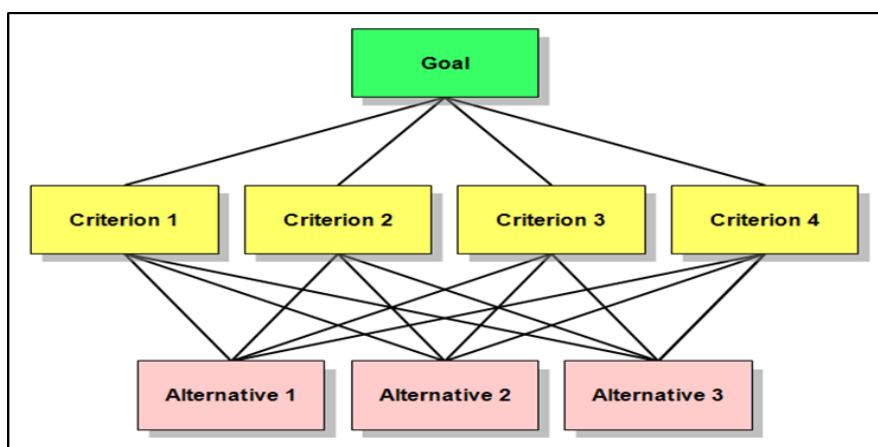 Goal
Criterion 1
Criterion 2
Criterion 3
Criterion 4
Alternative 1
Alternative 2
Alternative 3